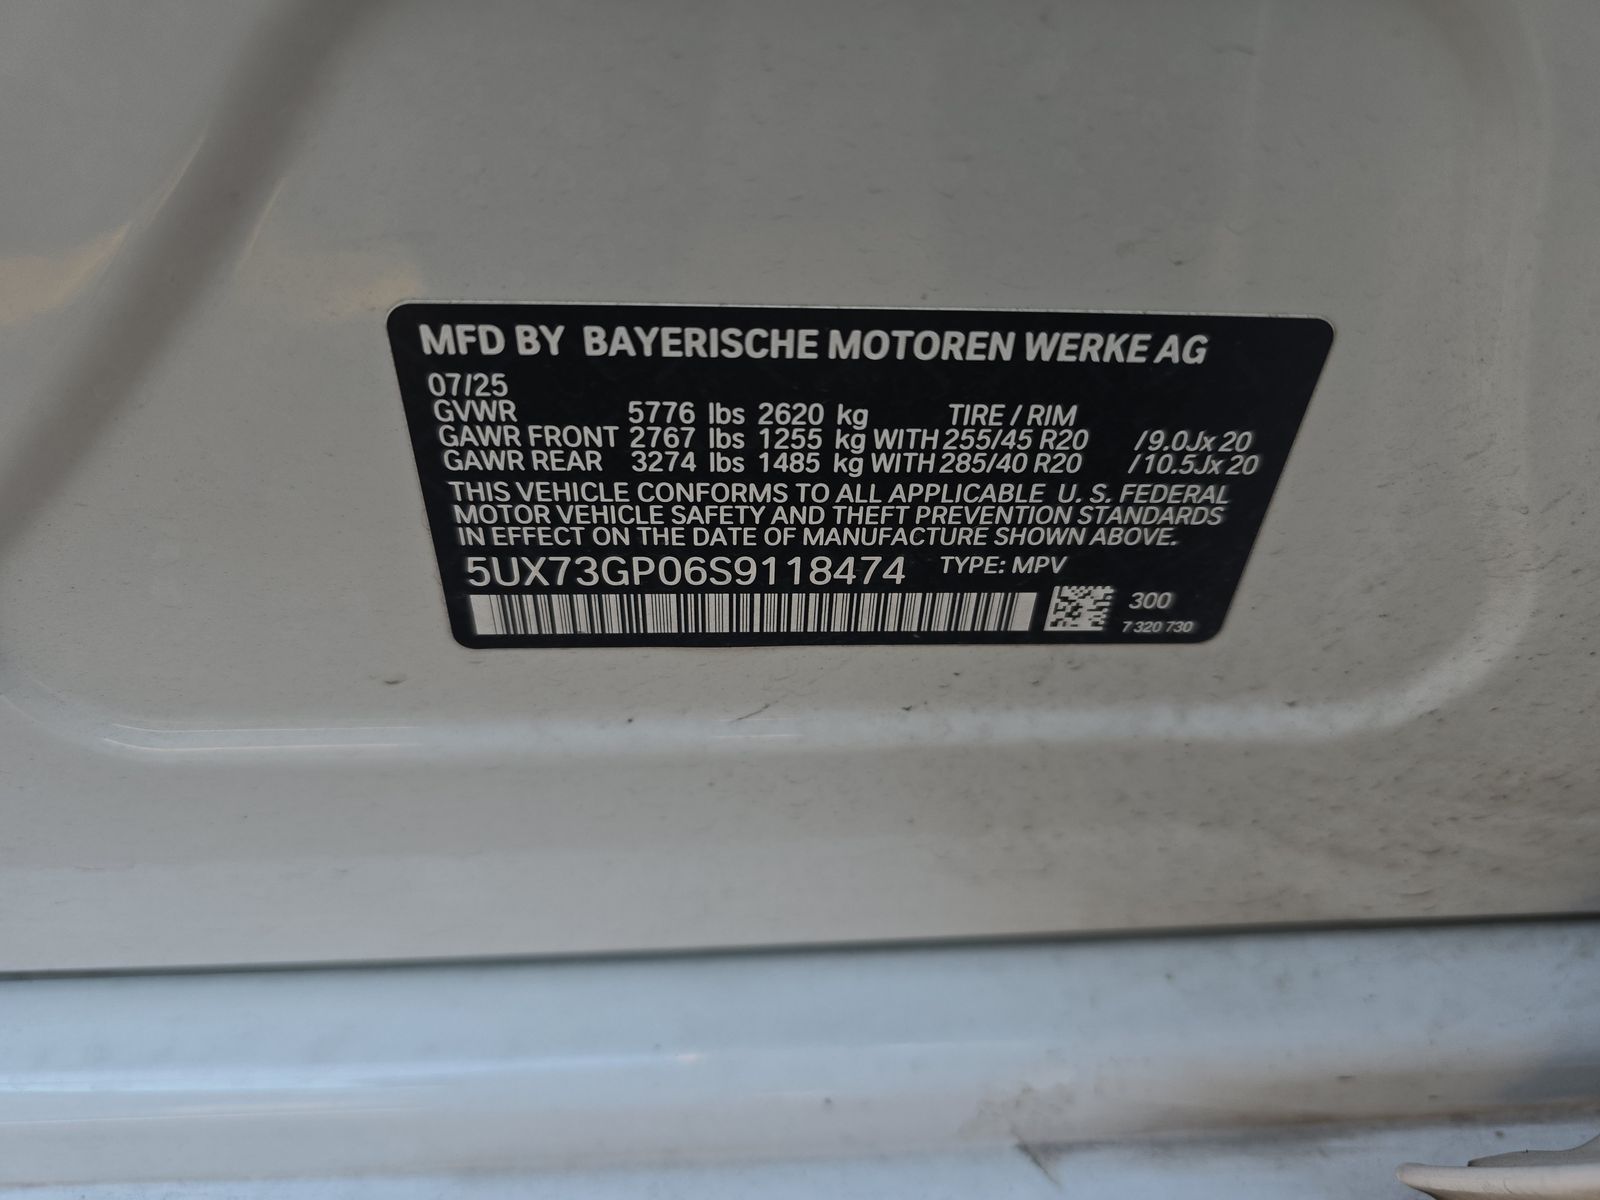 MFD BY BAYERISCHE MOTOREN WERKE AG
07/25
GVWR 5776 lbs 2620 kg TIRE / RIM
GAWR FRONT 2767 lbs 1255 kg WITH 255/45 R20 /9.0Jx 20
GAWR REAR 3274 lbs 1485 kg WITH 285/40 R20 /10.5Jx 20
THIS VEHICLE CONFORMS TO ALL APPLICABLE U. S. FEDERAL
MOTOR VEHICLE SAFETY AND THEFT PREVENTION STANDARDS
IN EFFECT ON THE DATE OF MANUFACTURE SHOWN ABOVE.
5UX73GP06S9118474 TYPE: MPV
300
7 320 730